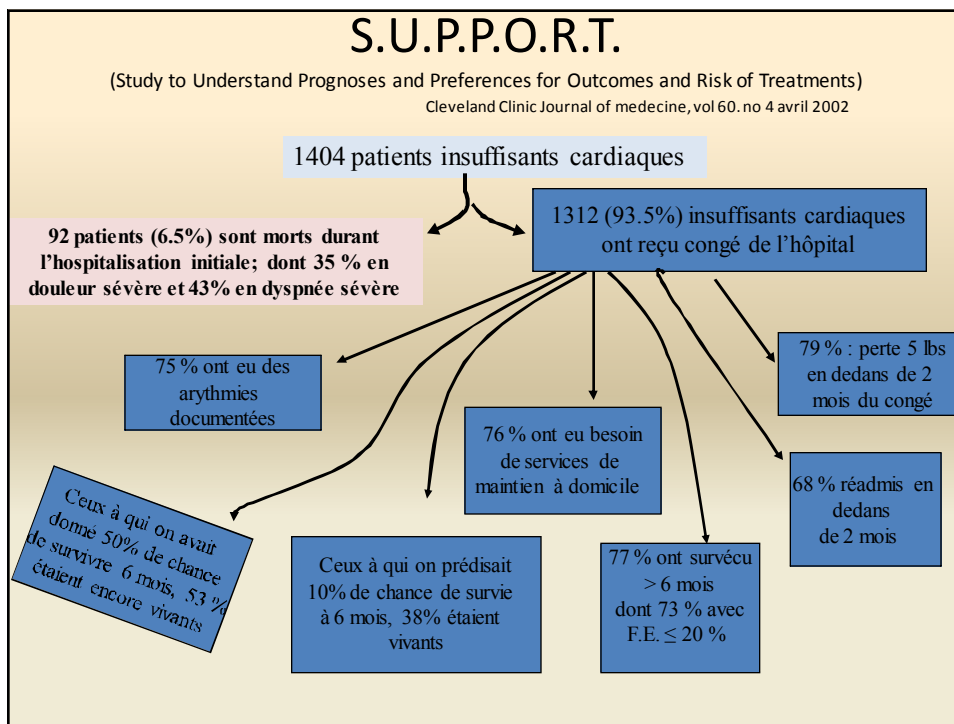 S.U.P.P.O.R.T.
(Study to Understand Prognoses and Preferences for Outcomes and Risk of Treatments)
Cleveland Clinic Journal of medecine, vol 60. no 4 avril 2002
1404 patients insuffisants cardiaques
92 patients (6.5%) sont morts durant
l’hospitalisation initiale; dont 35 % en
douleur sévère et 43% en dyspnée sévère
1312 (93.5%) insuffisants cardiaques
ont reçu congé de l’hôpital
75 % ont eu des
arythmies
documentées
76 % ont eu besoin
de services de
maintien à domicile
79 % : perte 5 lbs
en dedans de 2
mois du congé
68 % réadmis en
dedans
de 2 mois
Ceux à qui on avait
donné 50% de chance
de survivre 6 mois, 53 %
étaient encore vivants
Ceux à qui on prédisait
10% de chance de survie
à 6 mois, 38% étaient
vivants
77 % ont survécu
> 6 mois
dont 73 % avec
F.E. ≤ 20 %